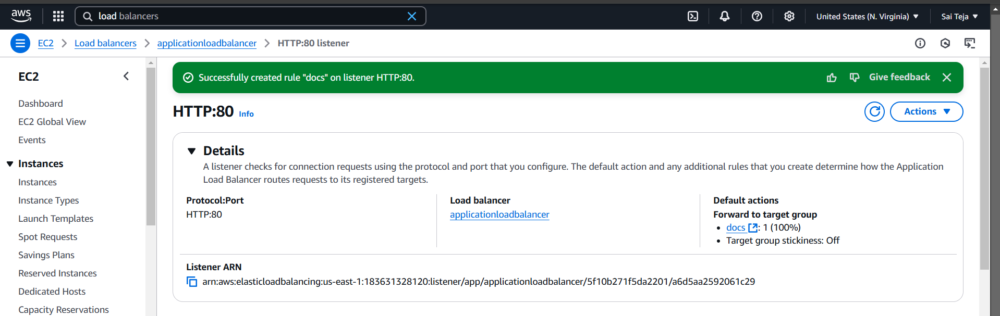 aws
load balancers
United States (N. Virginia)
Sai Teja
EC2
Load balancers
applicationloadbalancer
HTTP:80 listener
EC2
Dashboard
EC2 Global View
Events
Instances
Instances
Instance Types
Launch Templates
Spot Requests
Savings Plans
Reserved Instances
Dedicated Hosts
Capacity Reservations
Successfully created rule "docs" on listener HTTP:80.
Give feedback
HTTP:80 Info
Actions
Details
A listener checks for connection requests using the protocol and port that you configure. The default action and any additional rules that you create determine how the Application
Load Balancer routes requests to its registered targets.
Protocol:Port
HTTP:80
Load balancer
applicationloadbalancer
Default actions
Forward to target group
• docs : 1 (100%)
• Target group stickiness: Off
Listener ARN
arn:aws:elasticloadbalancing:us-east-1:183631328120:listener/app/applicationloadbalancer/5f10b271f5da2201/a6d5aa2592061c29